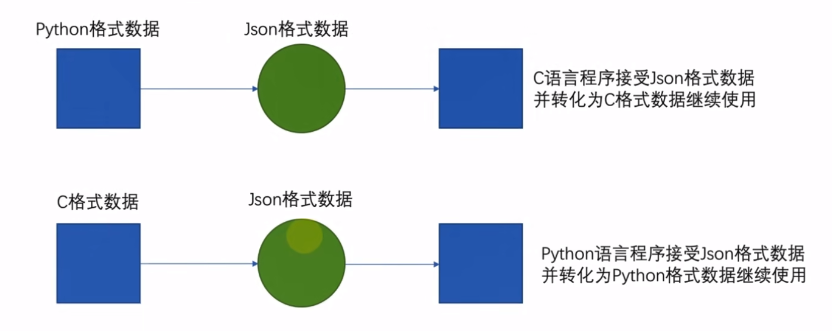 Python格式数据
Json格式数据
C语言程序接受Json格式数据
并转化为C格式数据继续使用
C格式数据
Json格式数据
Python语言程序接受Json格式数据
并转化为Python格式数据继续使用